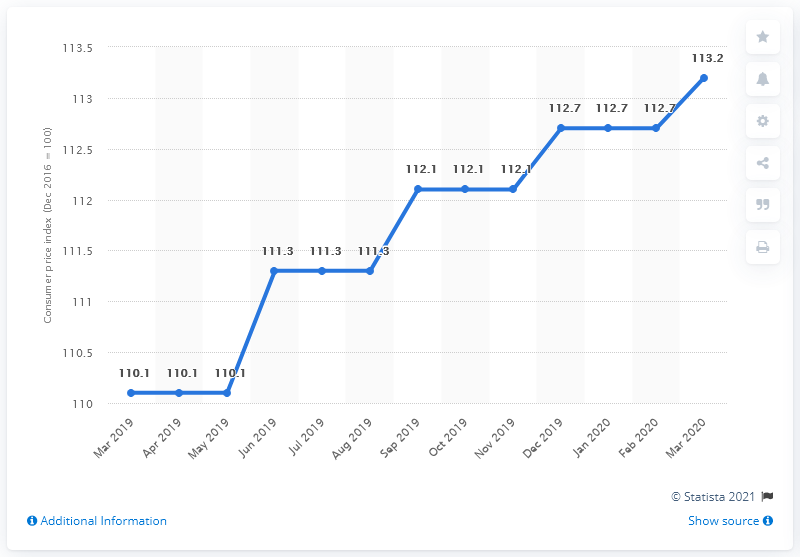 113.5
113
112.5
112
111.5
111
110.5
110
Consumer price index (Dec 2016 = 100)
110.1 110.1 110.1 111.3 111.3 111.3 112.1 112.1 112.1 112.7 112.7 112.7 113.2
Mar 2019 Apr 2019 May 2019 Jun 2019 Jul 2019 Aug 2019 Sep 2019 Oct 2019 Nov 2019 Dec 2019 Jan 2020 Feb 2020 Mar 2020
© Statista 2021
Additional Information Show source